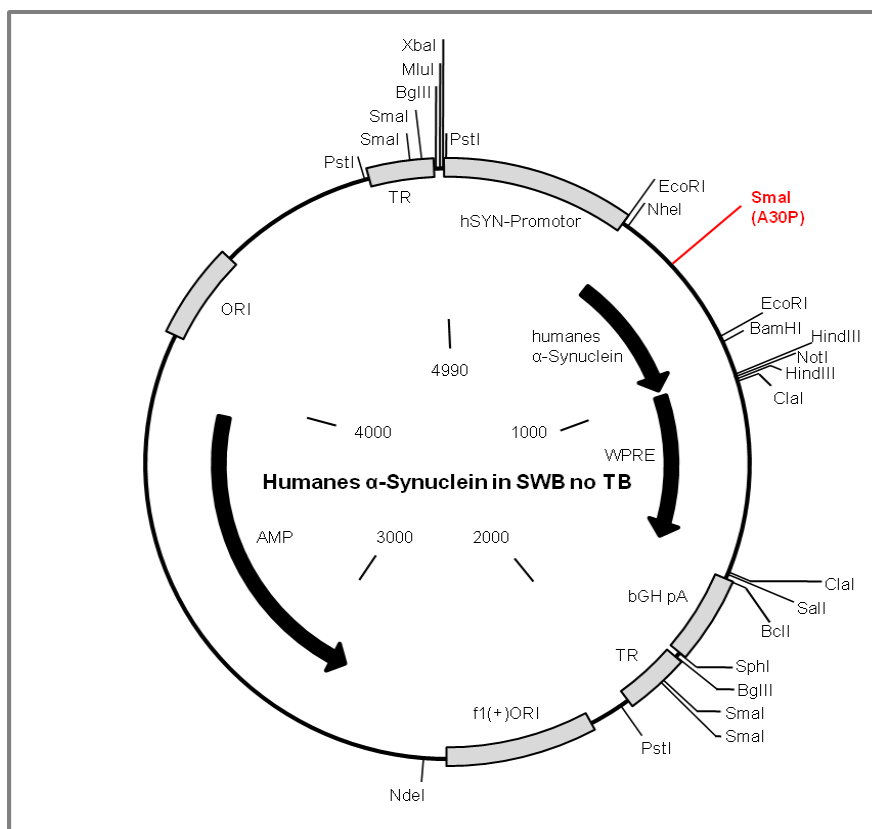 XbaI
MluI
BglII
SmaI
SmaI
PstI
PstI
TR
hSYN-Promotor
EcoRI
NheI
SmaI
(A30P)
ORI
EcoRI
BamHI
HindIII
NotI
HindIII
ClaI
humanes
α-Synuclein
4990
4000
1000
WPRE
Humanes α-Synuclein in SWB no TB
AMP
3000
2000
bGH pA
ClaI
SalI
BclI
TR
SphI
BglII
SmaI
SmaI
PstI
f1(+)ORI
NdeI